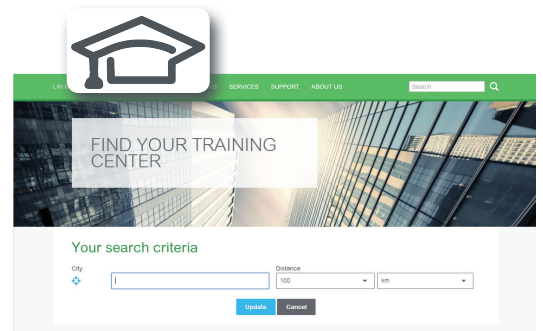 SERVICES SUPPORT ABOUT US Search
FIND YOUR TRAINING
CENTER
Your search criteria
City Distance
100 km
Update Cancel